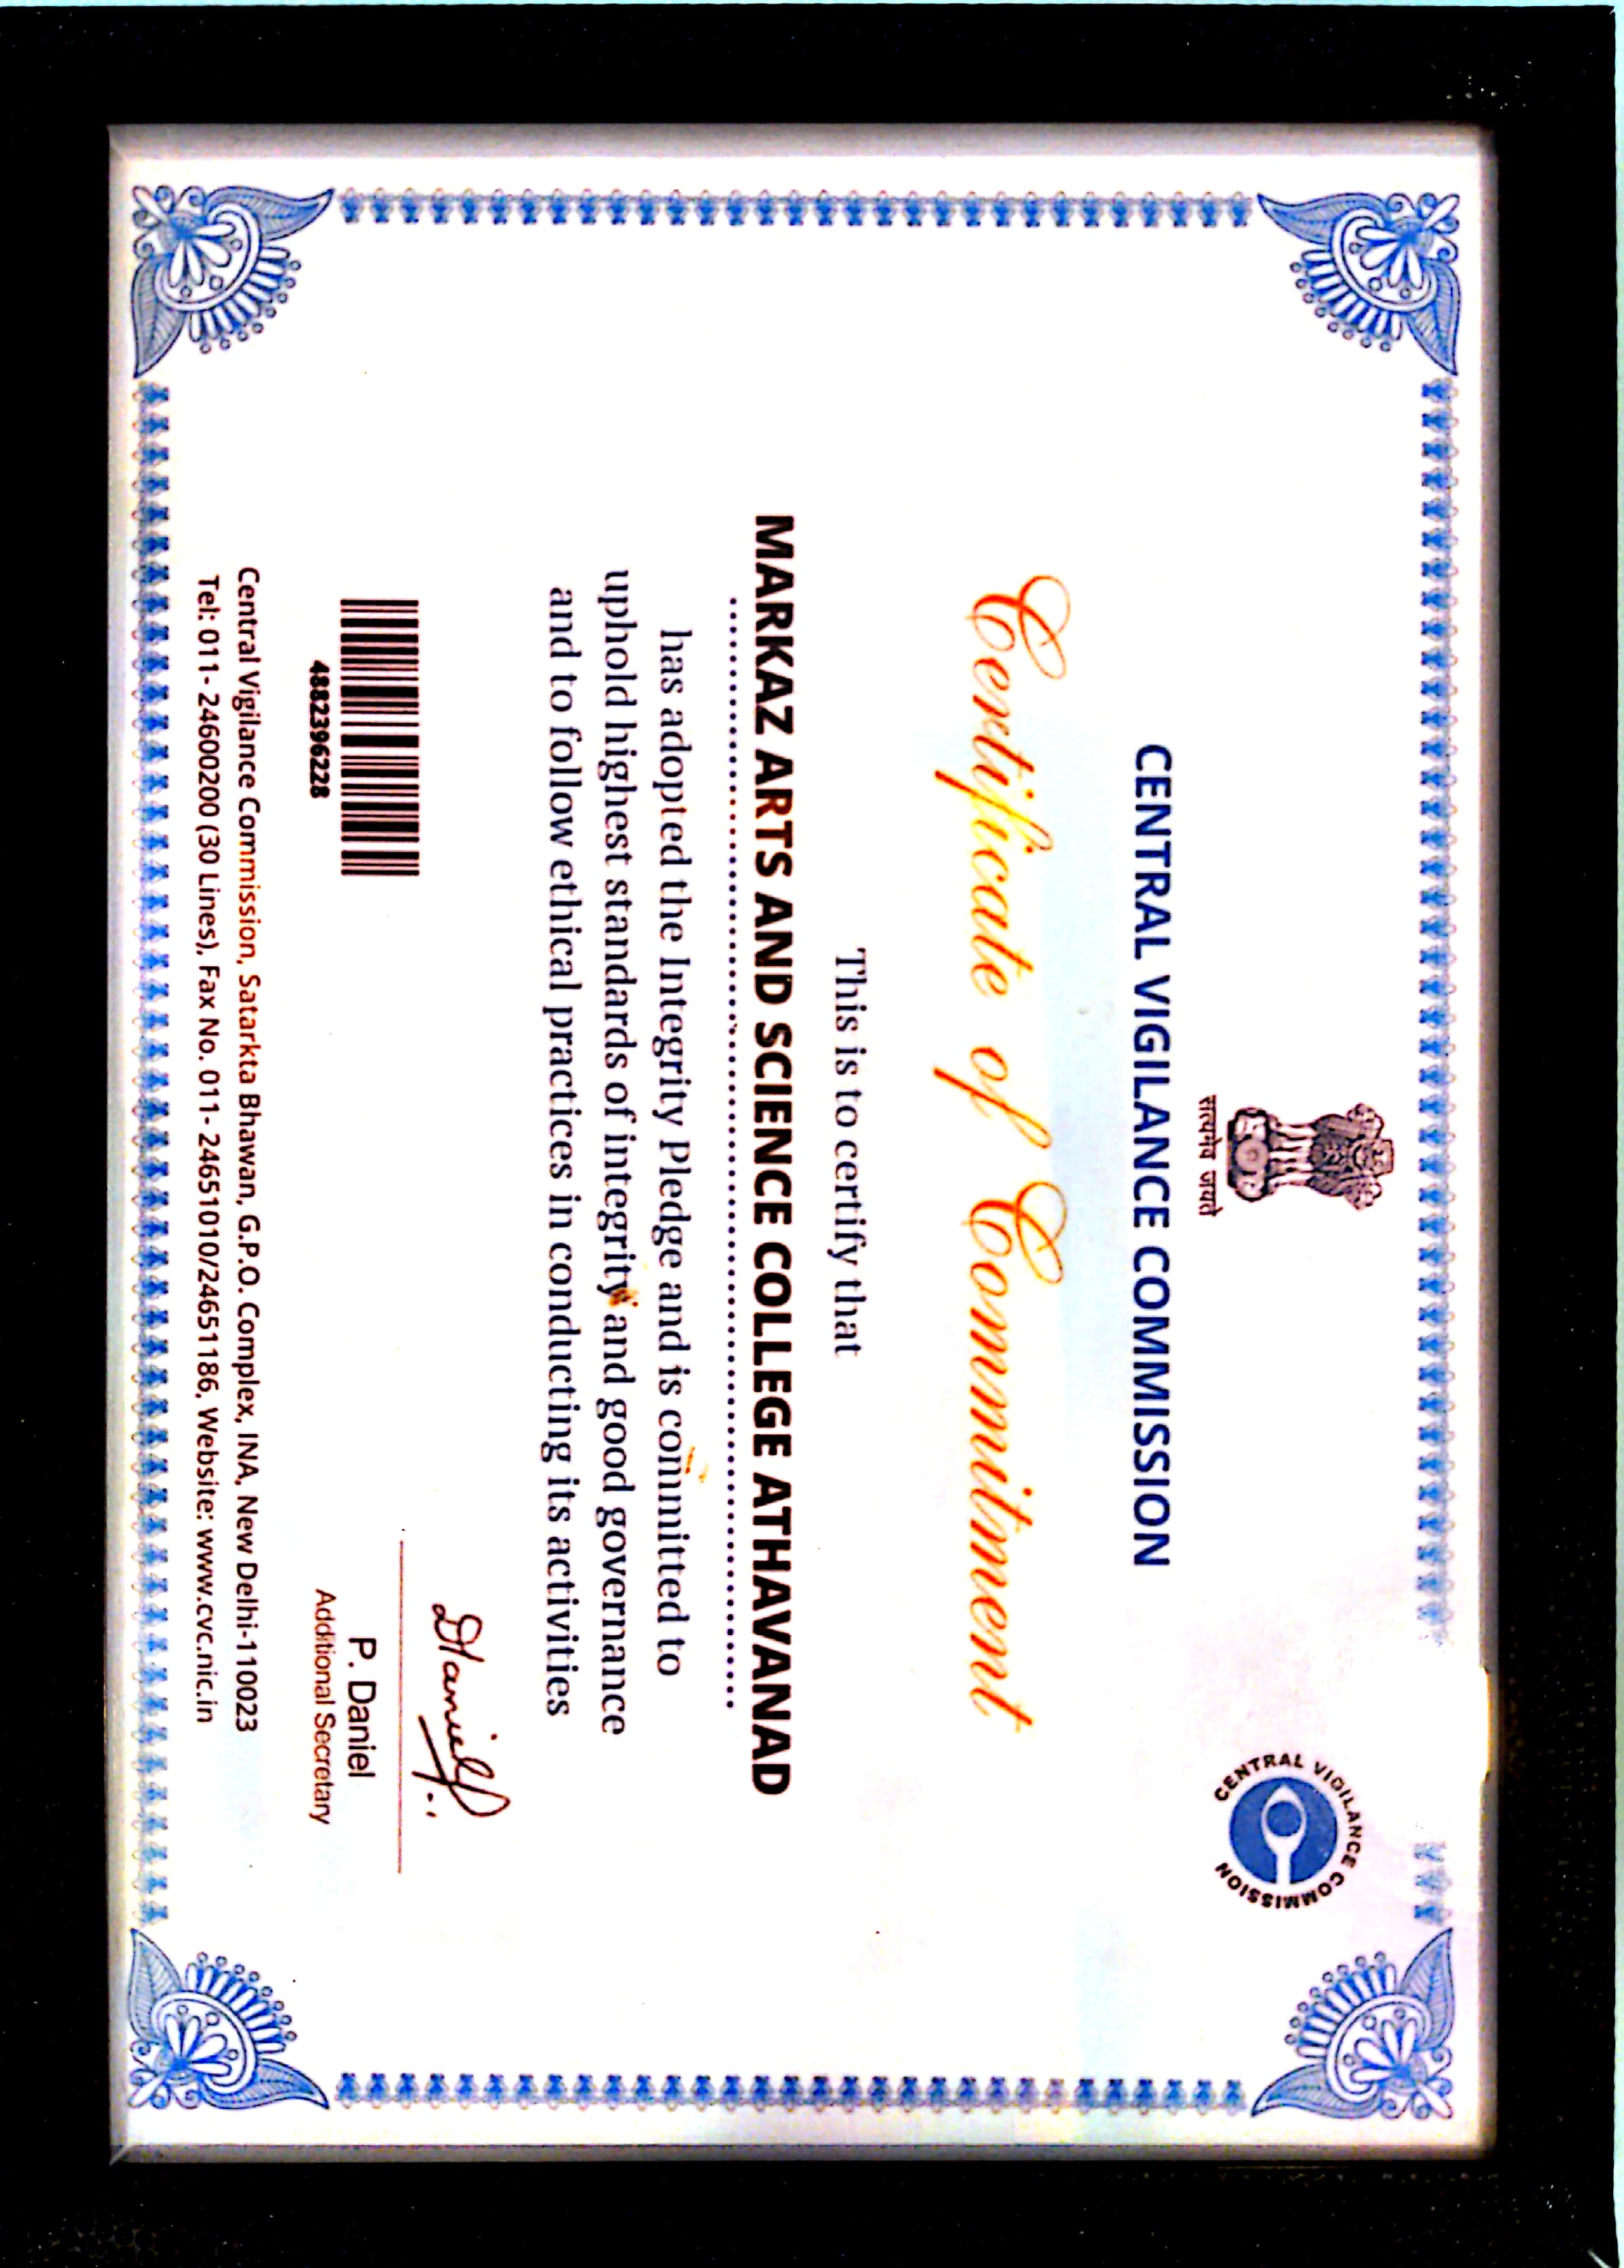 सत्यमेव जयते
CENTRAL VIGILANCE COMMISSION
CENTRAL VIGILANCE COMMISSION
Certificate of Commitment
This is to certify that
MARKAZ ARTS AND SCIENCE COLLEGE ATHAVANAD
has adopted the Integrity Pledge and is committed to
uphold highest standards of integrity and good governance
and to follow ethical practices in conducting its activities
Daniel
4882396228
P. Daniel
Additional Secretary
Central Vigilance Commission, Satarkta Bhawan, G.P.O. Complex, INA, New Delhi-110023
Tel: 011- 24600200 (30 Lines), Fax No. 011- 24651010/24651186, Website: www.cvc.nic.in